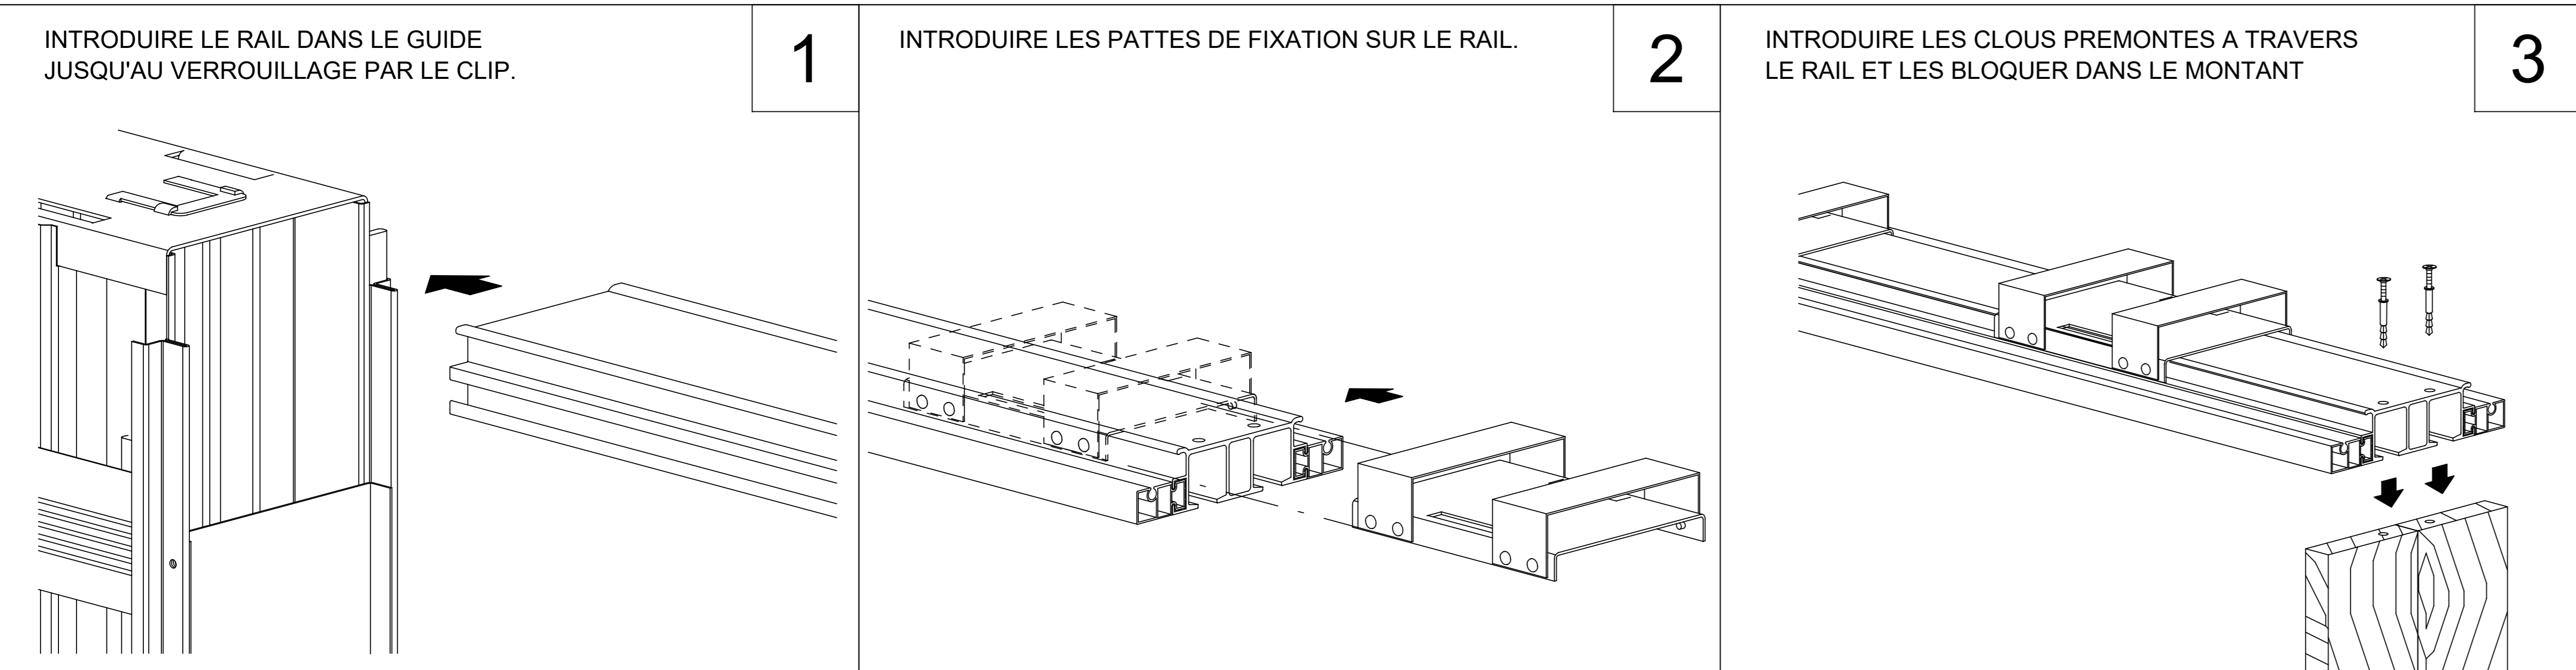 INTRODUIRE LE RAIL DANS LE GUIDE
JUSQU'AU VERROUILLAGE PAR LE CLIP.
1
INTRODUIRE LES PATTES DE FIXATION SUR LE RAIL.
2
INTRODUIRE LES CLOUS PREMONTES A TRAVERS
LE RAIL ET LES BLOQUER DANS LE MONTANT
3